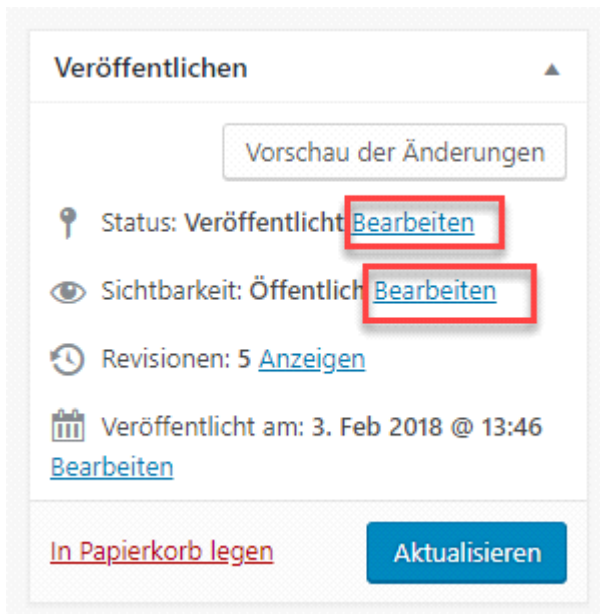 Veröffentlichen
Vorschau der Änderungen
Status: Veröffentlicht Bearbeiten
Sichtbarkeit: Öffentlich Bearbeiten
Revisionen: 5 Anzeigen
Veröffentlicht am: 3. Feb 2018 @ 13:46
Bearbeiten
In Papierkorb legen Aktualisieren